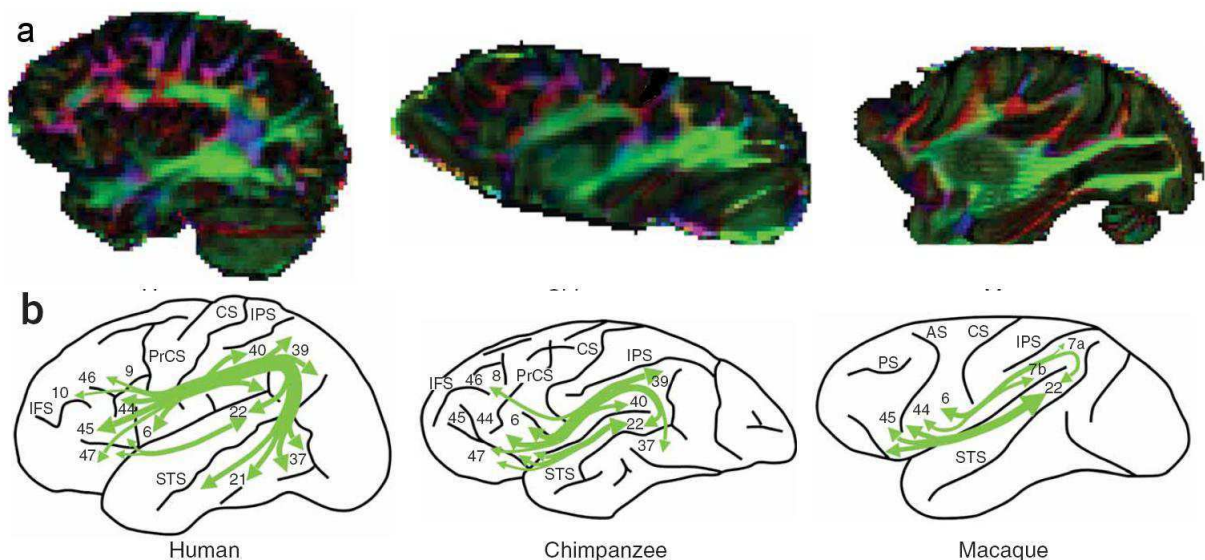 a
b
CS IPS
PrCS
40 39
9
46
10
IFS
44
45
6
22
47
STS
21
37
Human
CS
IPS
8 PrCS
IFS
46
39
45
44
6
40
22
47
37
STS
Chimpanzee
AS CS
IPS
7a
PS
7b
22
6
44
45
STS
Macaque